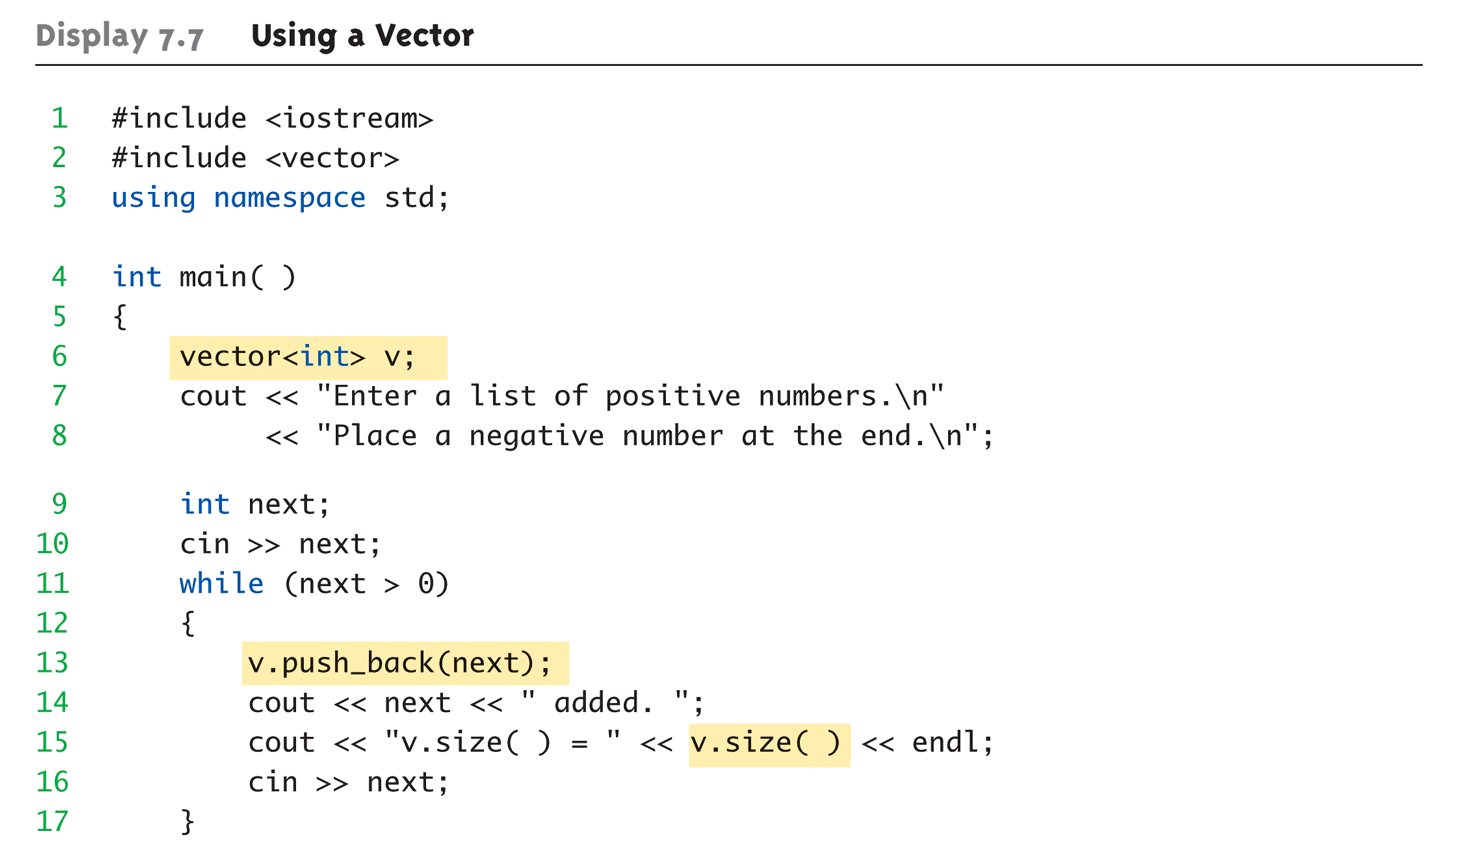 Display 7.7 Using a Vector
1 #include <iostream>
2 #include <vector>
3 using namespace std;
4 int main( )
5 {
6 vector<int> v;
7 cout << "Enter a list of positive numbers.\n"
8 << "Place a negative number at the end.\n";
9 int next;
10 cin >> next;
11 while (next > 0)
12 {
13 v.push_back(next);
14 cout << next << " added. ";
15 cout << "v.size( ) = " << v.size( ) << endl;
16 cin >> next;
17 }